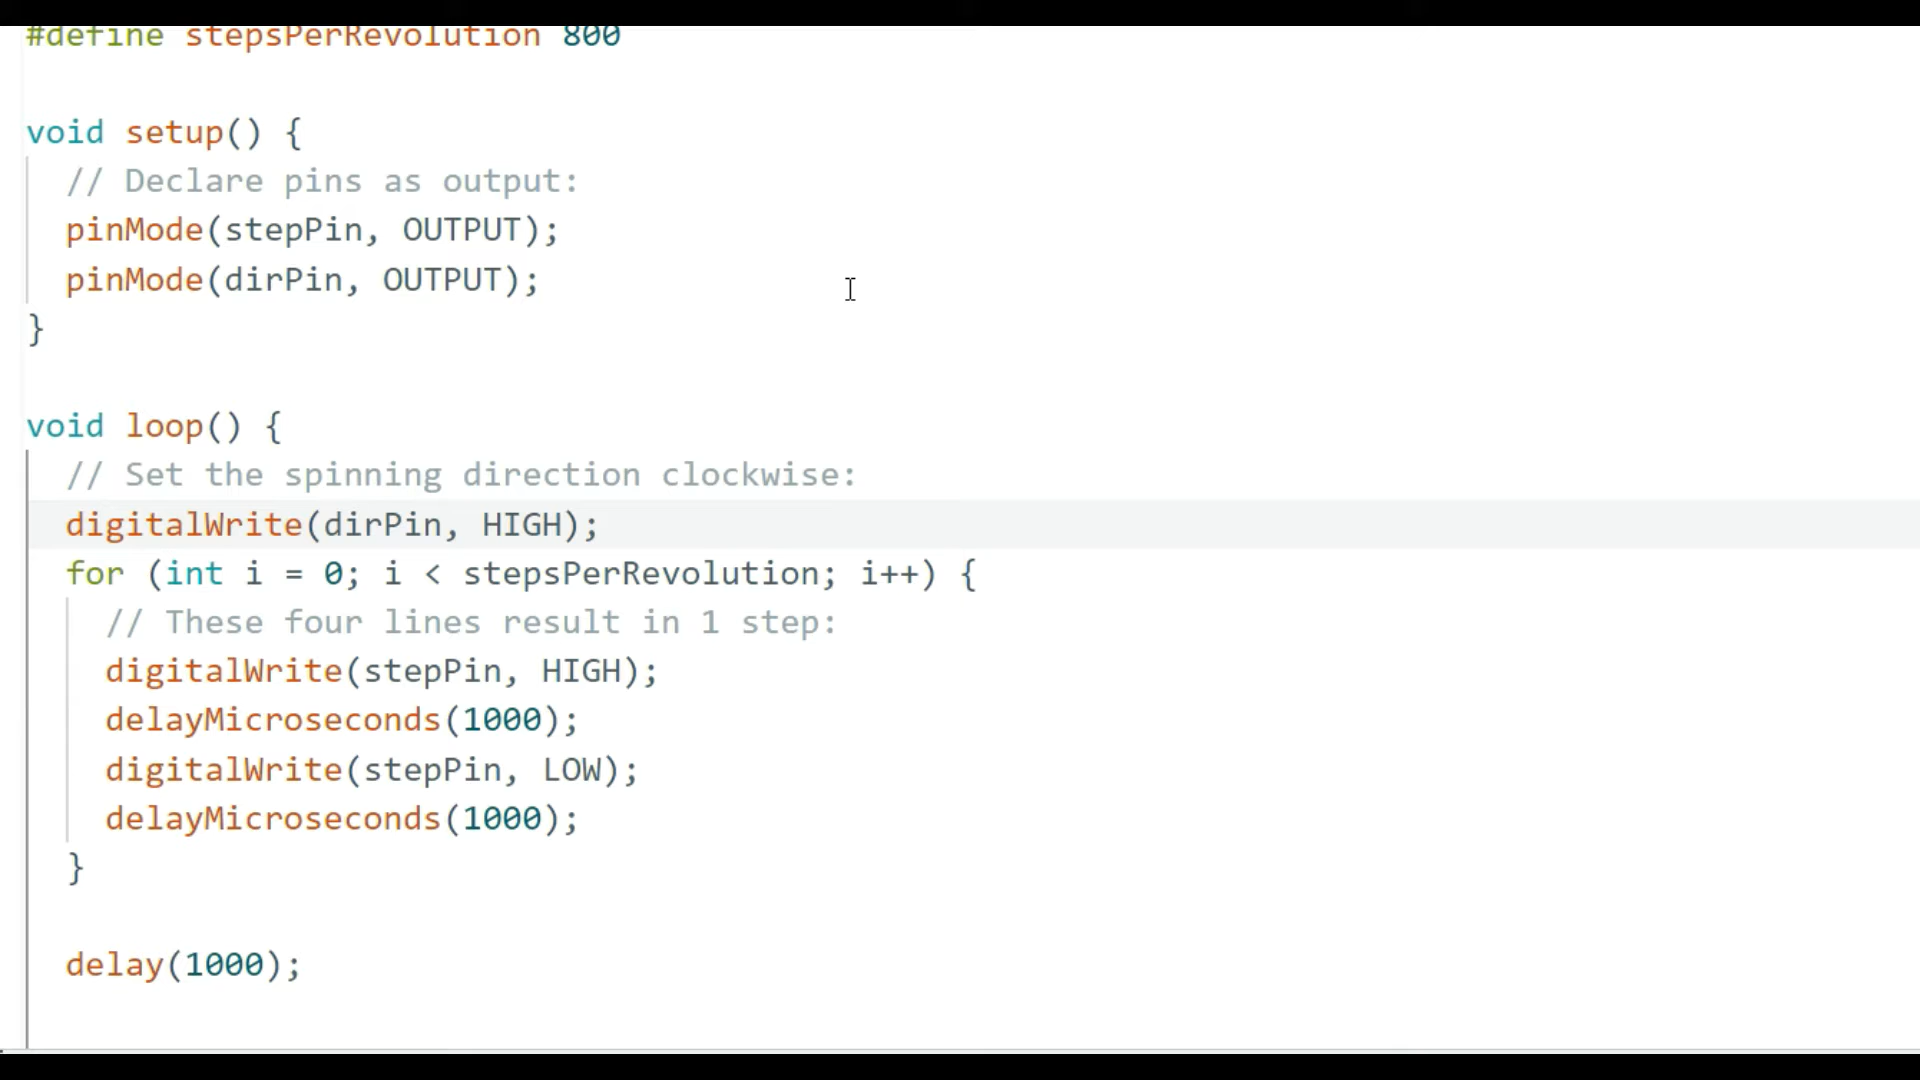 #define stepsPerRevolution 800
void setup() {
// Declare pins as output:
pinMode(stepPin, OUTPUT);
pinMode(dirPin, OUTPUT);
}
void loop() {
// Set the spinning direction clockwise:
digitalWrite(dirPin, HIGH);
for (int i = 0; i < stepsPerRevolution; i++) {
// These four lines result in 1 step:
digitalWrite(stepPin, HIGH);
delayMicroseconds(1000);
digitalWrite(stepPin, LOW);
delayMicroseconds(1000);
}
delay(1000);